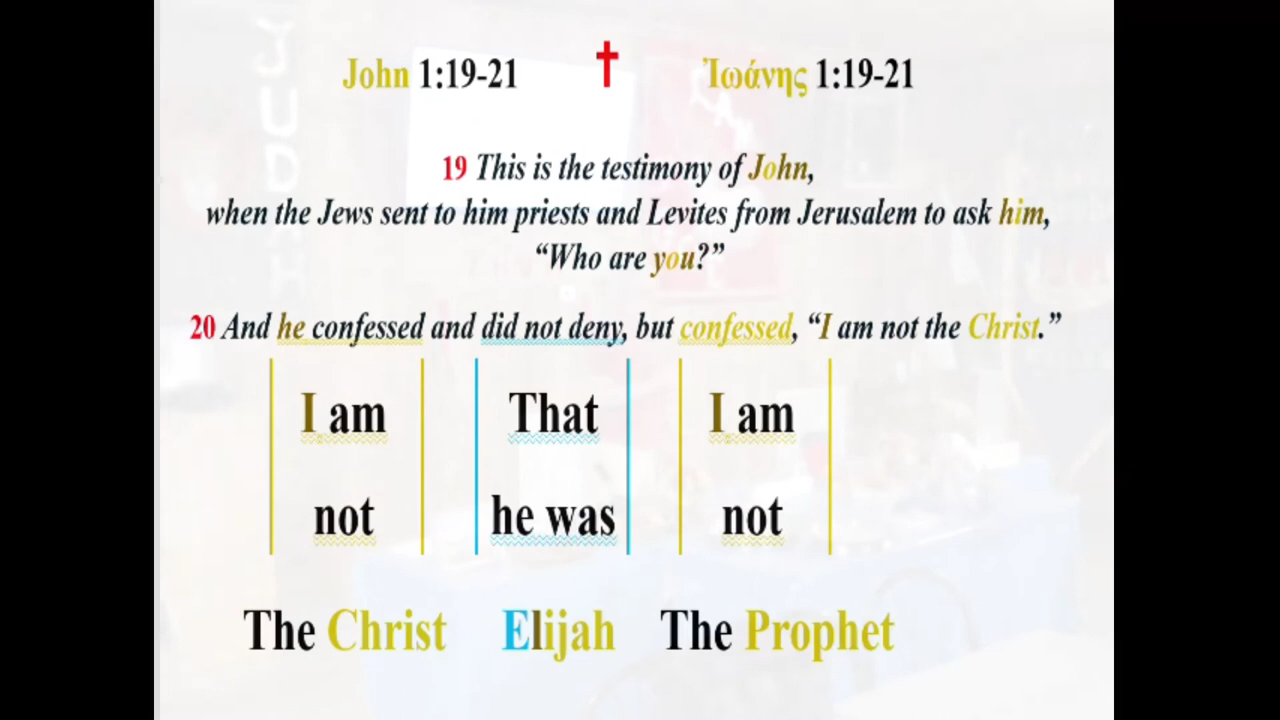 John 1:19-21 ✝ Ἰωάνης 1:19-21
19 This is the testimony of John,
when the Jews sent to him priests and Levites from Jerusalem to ask him,
“Who are you?”
20 And he confessed and did not deny, but confessed, “I am not the Christ.”
I am That I am
not he was not
The Christ Elijah The Prophet
JUDAH